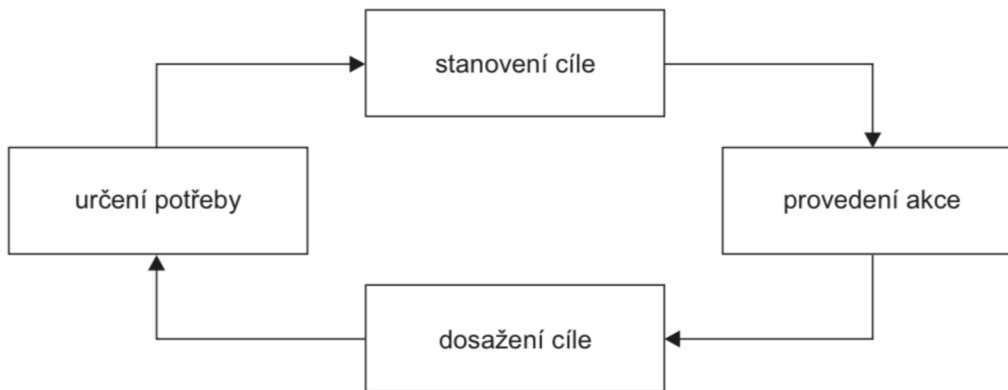 stanovení cíle
určení potřeby
provedení akce
dosažení cíle